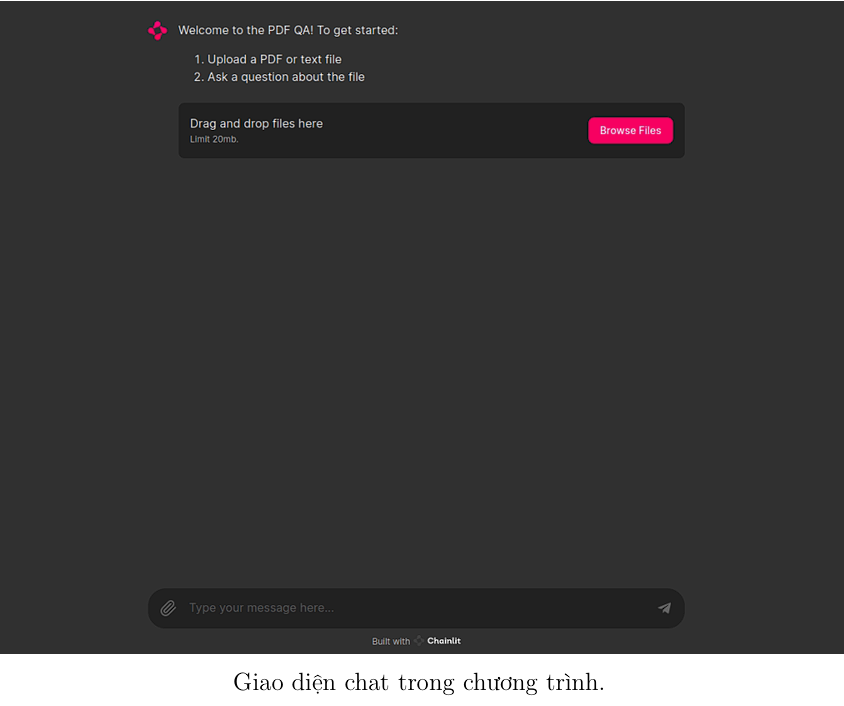 Welcome to the PDF QA! To get started:
1. Upload a PDF or text file
2. Ask a question about the file
Drag and drop files here
Limit 20mb.
Browse Files
Type your message here...
Built with Chainlit
Giao diện chat trong chương trình.